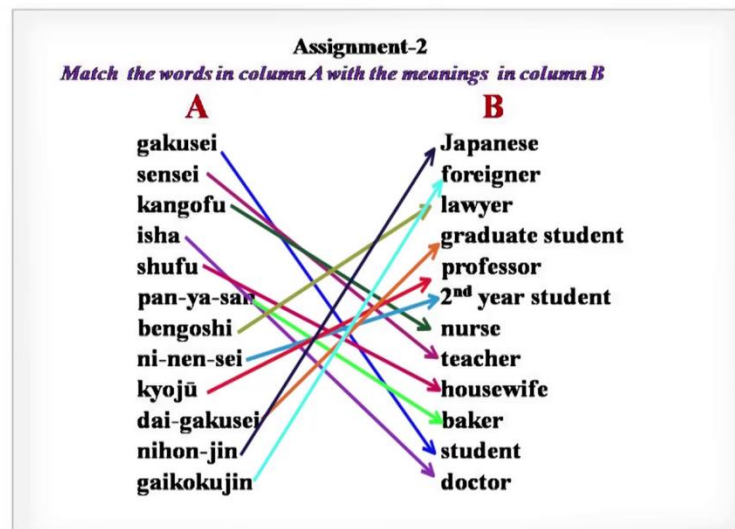 Assignment-2
Match the words in column A with the meanings in column B
A B
gakusei Japanese
sensei foreigner
kangofu lawyer
isha graduate student
shufu professor
pan-ya-san 2nd year student
bengoshi nurse
ni-nen-sei teacher
kyojū housewife
dai-gakusei baker
nihon-jin student
gaikokujin doctor